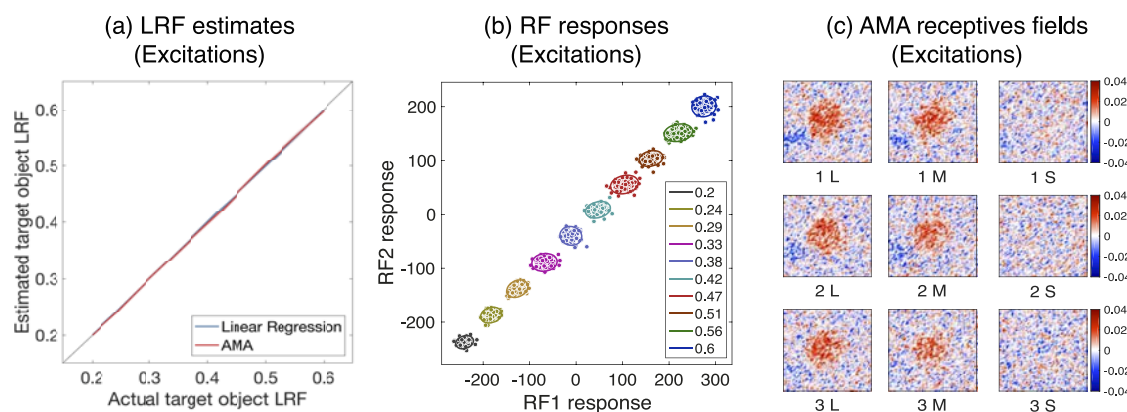 (a) LRF estimates
(Excitations)
Estimated target object LRF
0.6
0.5
0.4
0.3
0.2
Linear Regression
AMA
0.2 0.3 0.4 0.5 0.6
Actual target object LRF
(b) RF responses
(Excitations)
RF2 response
200
100
0
-100
-200
0.2
0.24
0.29
0.33
0.38
0.42
0.47
0.51
0.56
0.6
-200 -100 0 100 200 300
RF1 response
(c) AMA receptives fields
(Excitations)
0.04
0.02
0
-0.02
-0.04
1 L 1 M 1 S
0.04
0.02
0
-0.02
-0.04
2 L 2 M 2 S
0.04
0.02
0
-0.02
-0.04
3 L 3 M 3 S